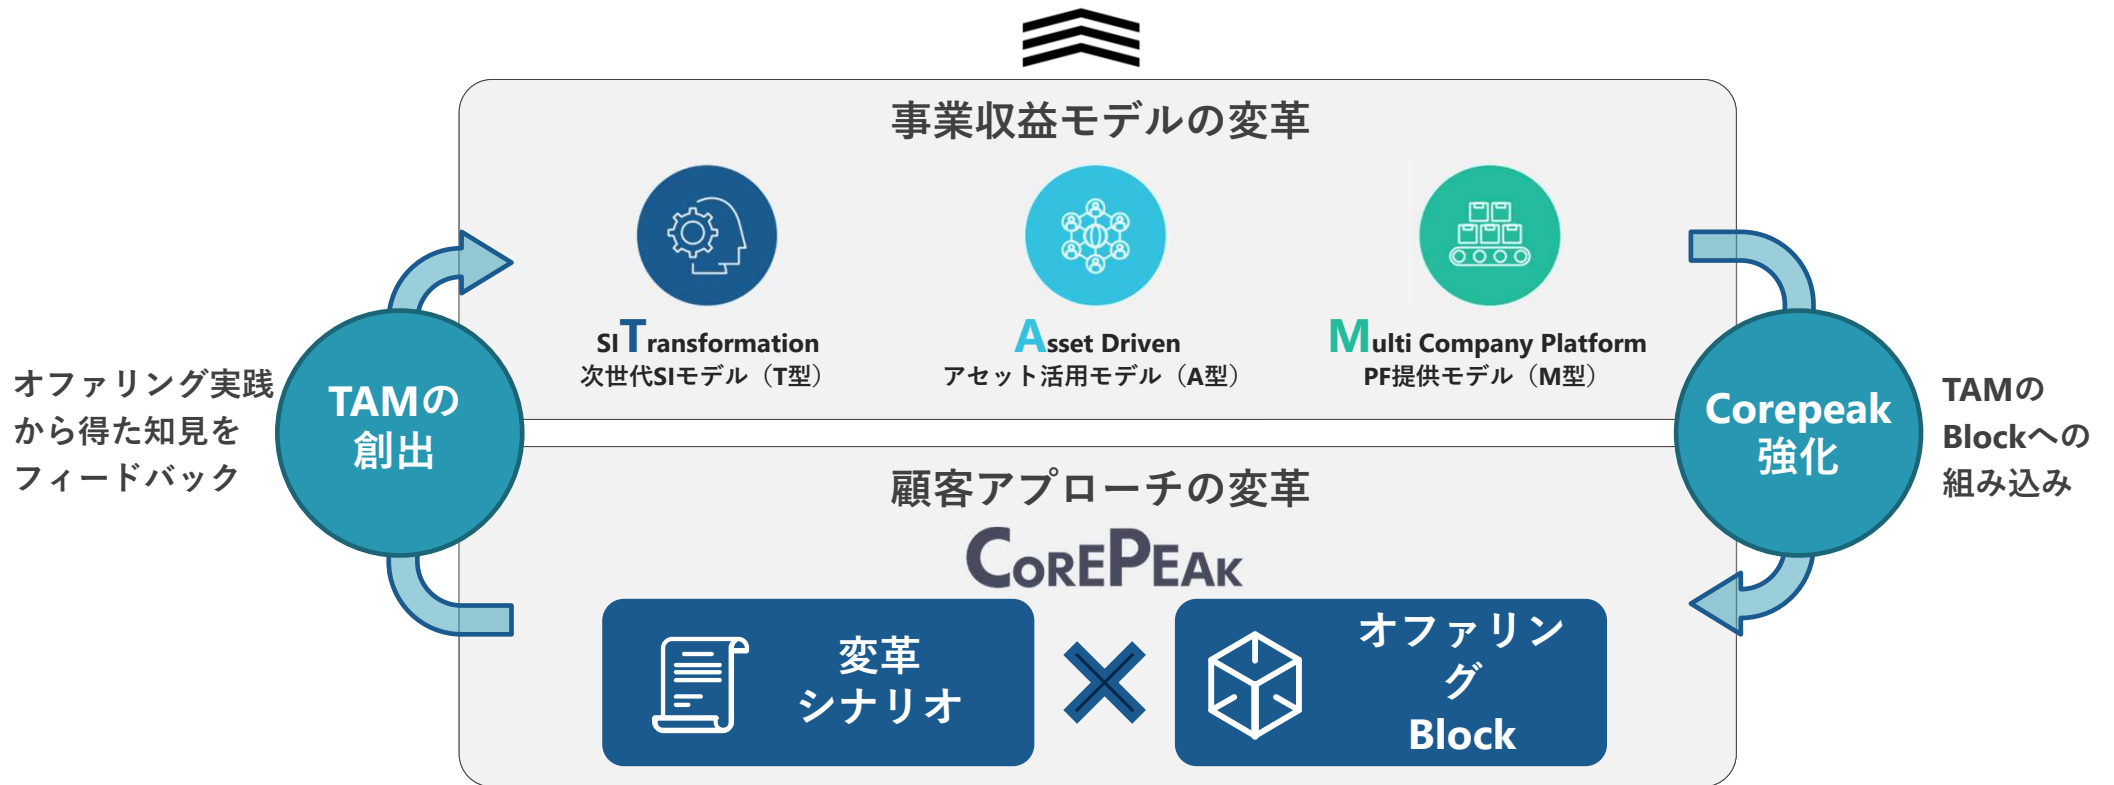 事業収益モデルの変革
SI Transformation
次世代SIモデル（T型）
Asset Driven
アセット活用モデル（A型）
Multi Company Platform
PF提供モデル（M型）
オファリング実践
から得た知見を
フィードバック
TAMの
創出
Corepeak
強化
TAMの
Blockへの
組み込み
顧客アプローチの変革
COREPEAK
変革
シナリオ
オファリン
グ
Block